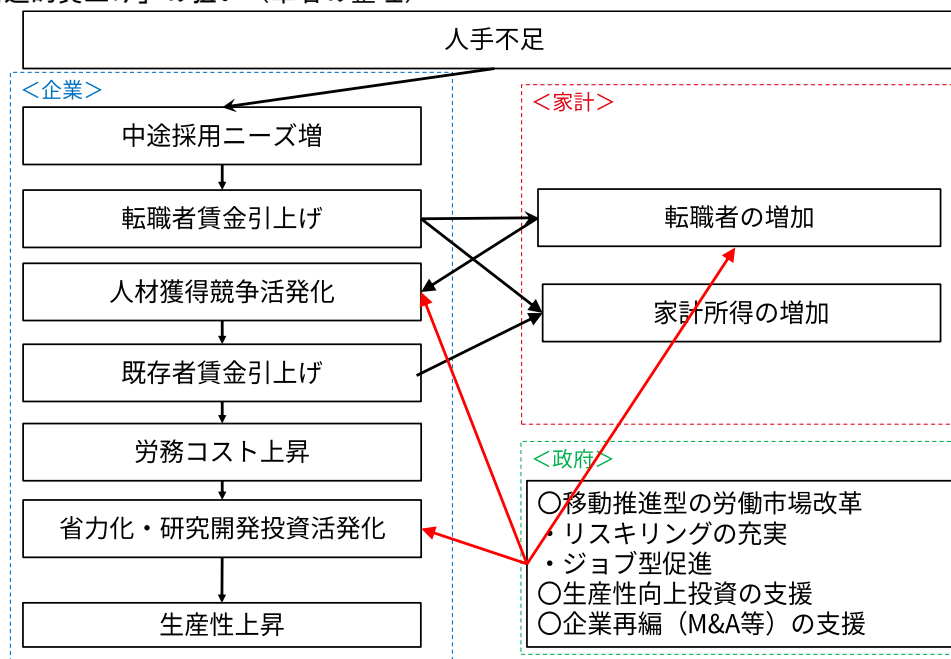 人手不足
＜企業＞
中途採用ニーズ増
転職者賃金引上げ
人材獲得競争活発化
既存者賃金引上げ
労務コスト上昇
省力化・研究開発投資活発化
生産性上昇
＜家計＞
転職者の増加
家計所得の増加
＜政府＞
〇移動推進型の労働市場改革
・リスキリングの充実
・ジョブ型促進
〇生産性向上投資の支援
〇企業再編（M&A等）の支援